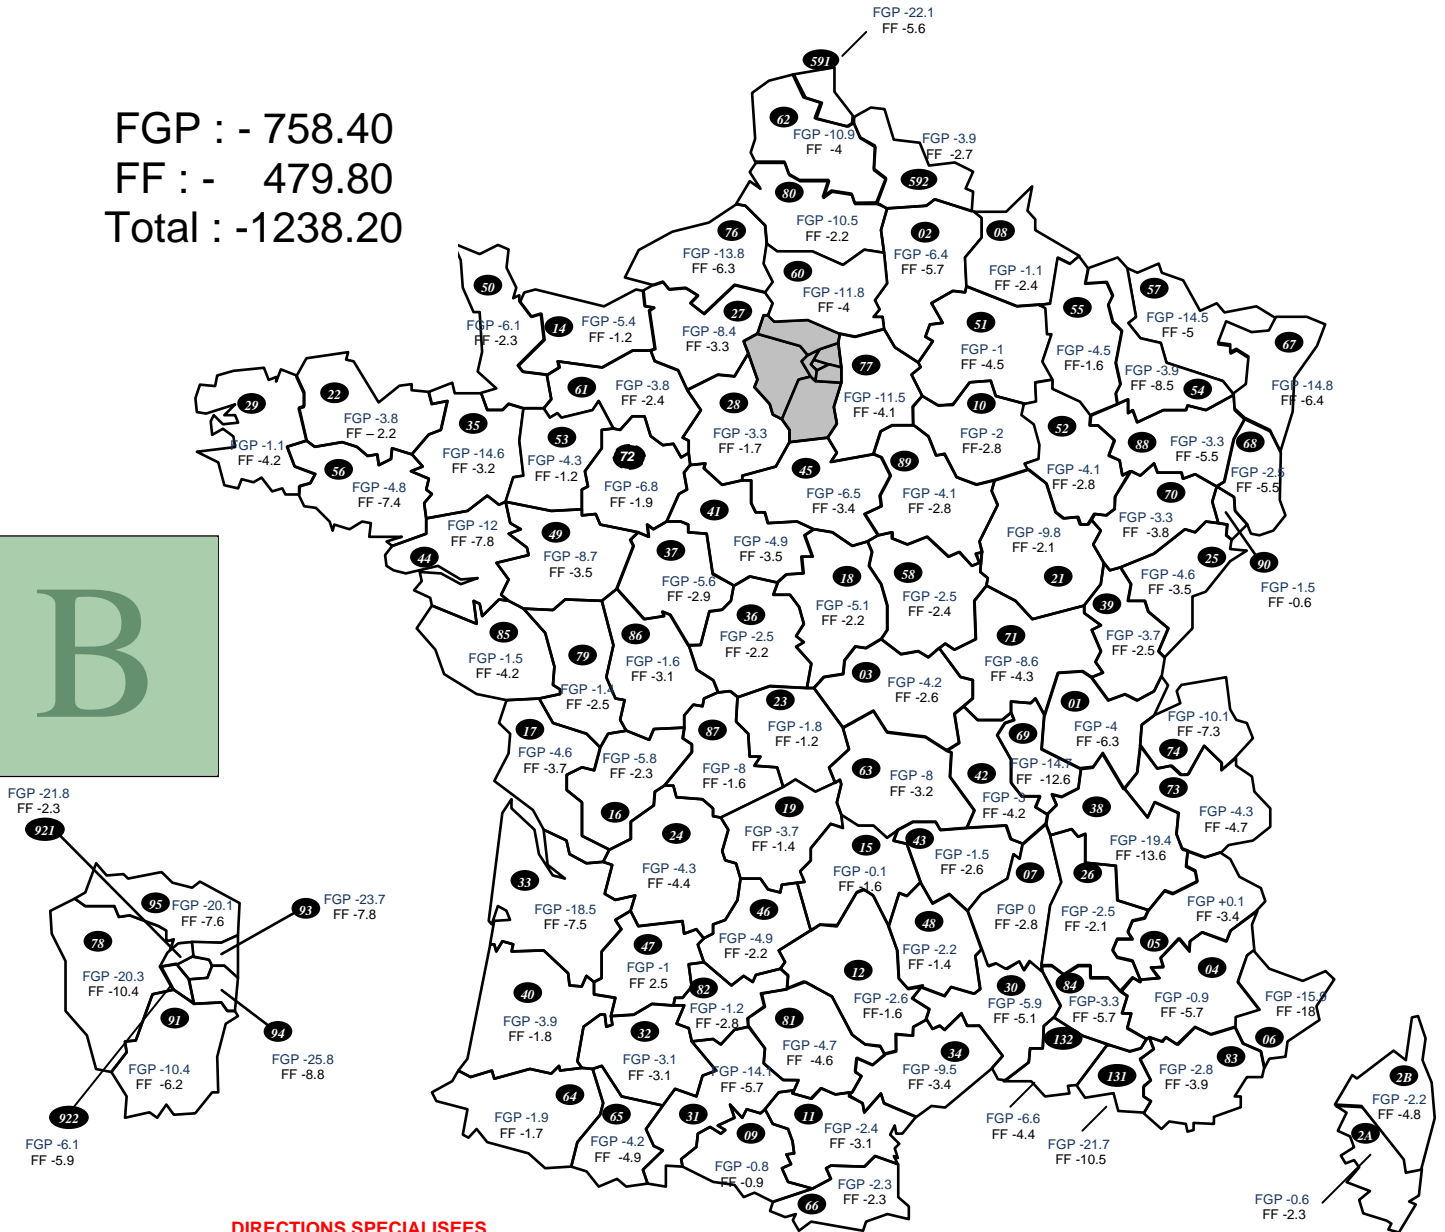 FGP -22.1
FF -5.6
591
FGP : - 758.40
FF : - 479.80
Total : -1238.20
62
FGP -10.9
FF -4
FGP -3.9
FF -2.7
592
80
FGP -10.5
FF -2.2
76
FGP -13.8
FF -6.3
02
FGP -6.4
FF -5.7
08
FGP -1.1
FF -2.4
60
FGP -11.8
FF -4
50
FGP -6.1
FF -2.3
14
FGP -5.4
FF -1.2
27
FGP -8.4
FF -3.3
51
FGP -1
FF -4.5
55
FGP -4.5
FF-1.6
57
FGP -14.5
FF -5
67
FGP -14.8
FF -6.4
77
FGP -11.5
FF -4.1
FGP -3.9
FF -8.5
54
29
FGP -1.1
FF -4.2
22
FGP -3.8
FF – 2.2
61
FGP -3.8
FF -2.4
28
FGP -3.3
FF -1.7
10
FGP -2
FF-2.8
52
FGP -4.1
FF -2.8
88
FGP -3.3
FF -5.5
68
FGP -2.5
FF -5.5
35
FGP -14.6
FF -3.2
53
FGP -4.3
FF -1.2
72
FGP -6.8
FF -1.9
56
FGP -4.8
FF -7.4
45
FGP -6.5
FF -3.4
89
FGP -4.1
FF -2.8
70
FGP -3.3
FF -3.8
41
FGP -4.9
FF -3.5
FGP -12
FF -7.8
44
49
FGP -8.7
FF -3.5
37
FGP -5.6
FF -2.9
FGP -9.8
FF -2.1
21
25
FGP -4.6
FF -3.5
90
FGP -1.5
FF -0.6
B
18
FGP -5.1
FF -2.2
58
FGP -2.5
FF -2.4
36
FGP -2.5
FF -2.2
39
FGP -3.7
FF -2.5
85
FGP -1.5
FF -4.2
79
FGP -1.4
FF -2.5
86
FGP -1.6
FF -3.1
71
FGP -8.6
FF -4.3
03
FGP -4.2
FF -2.6
23
FGP -1.8
FF -1.2
01
FGP -4
FF -6.3
FGP -10.1
FF -7.3
74
17
FGP -4.6
FF -3.7
FGP -5.8
FF -2.3
16
87
FGP -8
FF -1.6
69
FGP -14.7
FF -12.6
63
FGP -8
FF -3.2
42
FGP -3
FF -4.2
73
FGP -4.3
FF -4.7
38
FGP -19.4
FF -13.6
FGP -21.8
FF -2.3
921
24
FGP -4.3
FF -4.4
19
FGP -3.7
FF -1.4
15
FGP -0.1
FF -1.6
43
FGP -1.5
FF -2.6
07
FGP 0
FF -2.8
26
FGP -2.5
FF -2.1
FGP +0.1
FF -3.4
05
33
FGP -18.5
FF -7.5
95
FGP -20.1
FF -7.6
93
FGP -23.7
FF -7.8
78
FGP -20.3
FF -10.4
46
FGP -4.9
FF -2.2
48
FGP -2.2
FF -1.4
47
FGP -1
FF 2.5
12
FGP -2.6
FF-1.6
04
FGP -0.9
FF -5.7
82
FGP -1.2
FF -2.8
30
FGP -5.9
FF -5.1
84
FGP-3.3
FF -5.7
FGP -15.9
FF -18
06
40
FGP -3.9
FF -1.8
91
FGP -10.4
FF -6.2
94
FGP -25.8
FF -8.8
32
FGP -3.1
FF -3.1
81
FGP -4.7
FF -4.6
132
34
FGP -9.5
FF -3.4
83
FGP -2.8
FF -3.9
131
FGP -14.1
FF -5.7
31
2B
FGP -2.2
FF -4.8
64
FGP -1.9
FF -1.7
65
FGP -4.2
FF -4.9
922
FGP -6.1
FF -5.9
11
FGP -2.4
FF -3.1
FGP -6.6
FF -4.4
FGP -21.7
FF -10.5
2A
09
FGP -0.8
FF -0.9
66
FGP -2.3
FF -2.3
FGP -0.6
FF -2.3
DIRECTIONS SPECIALISEES